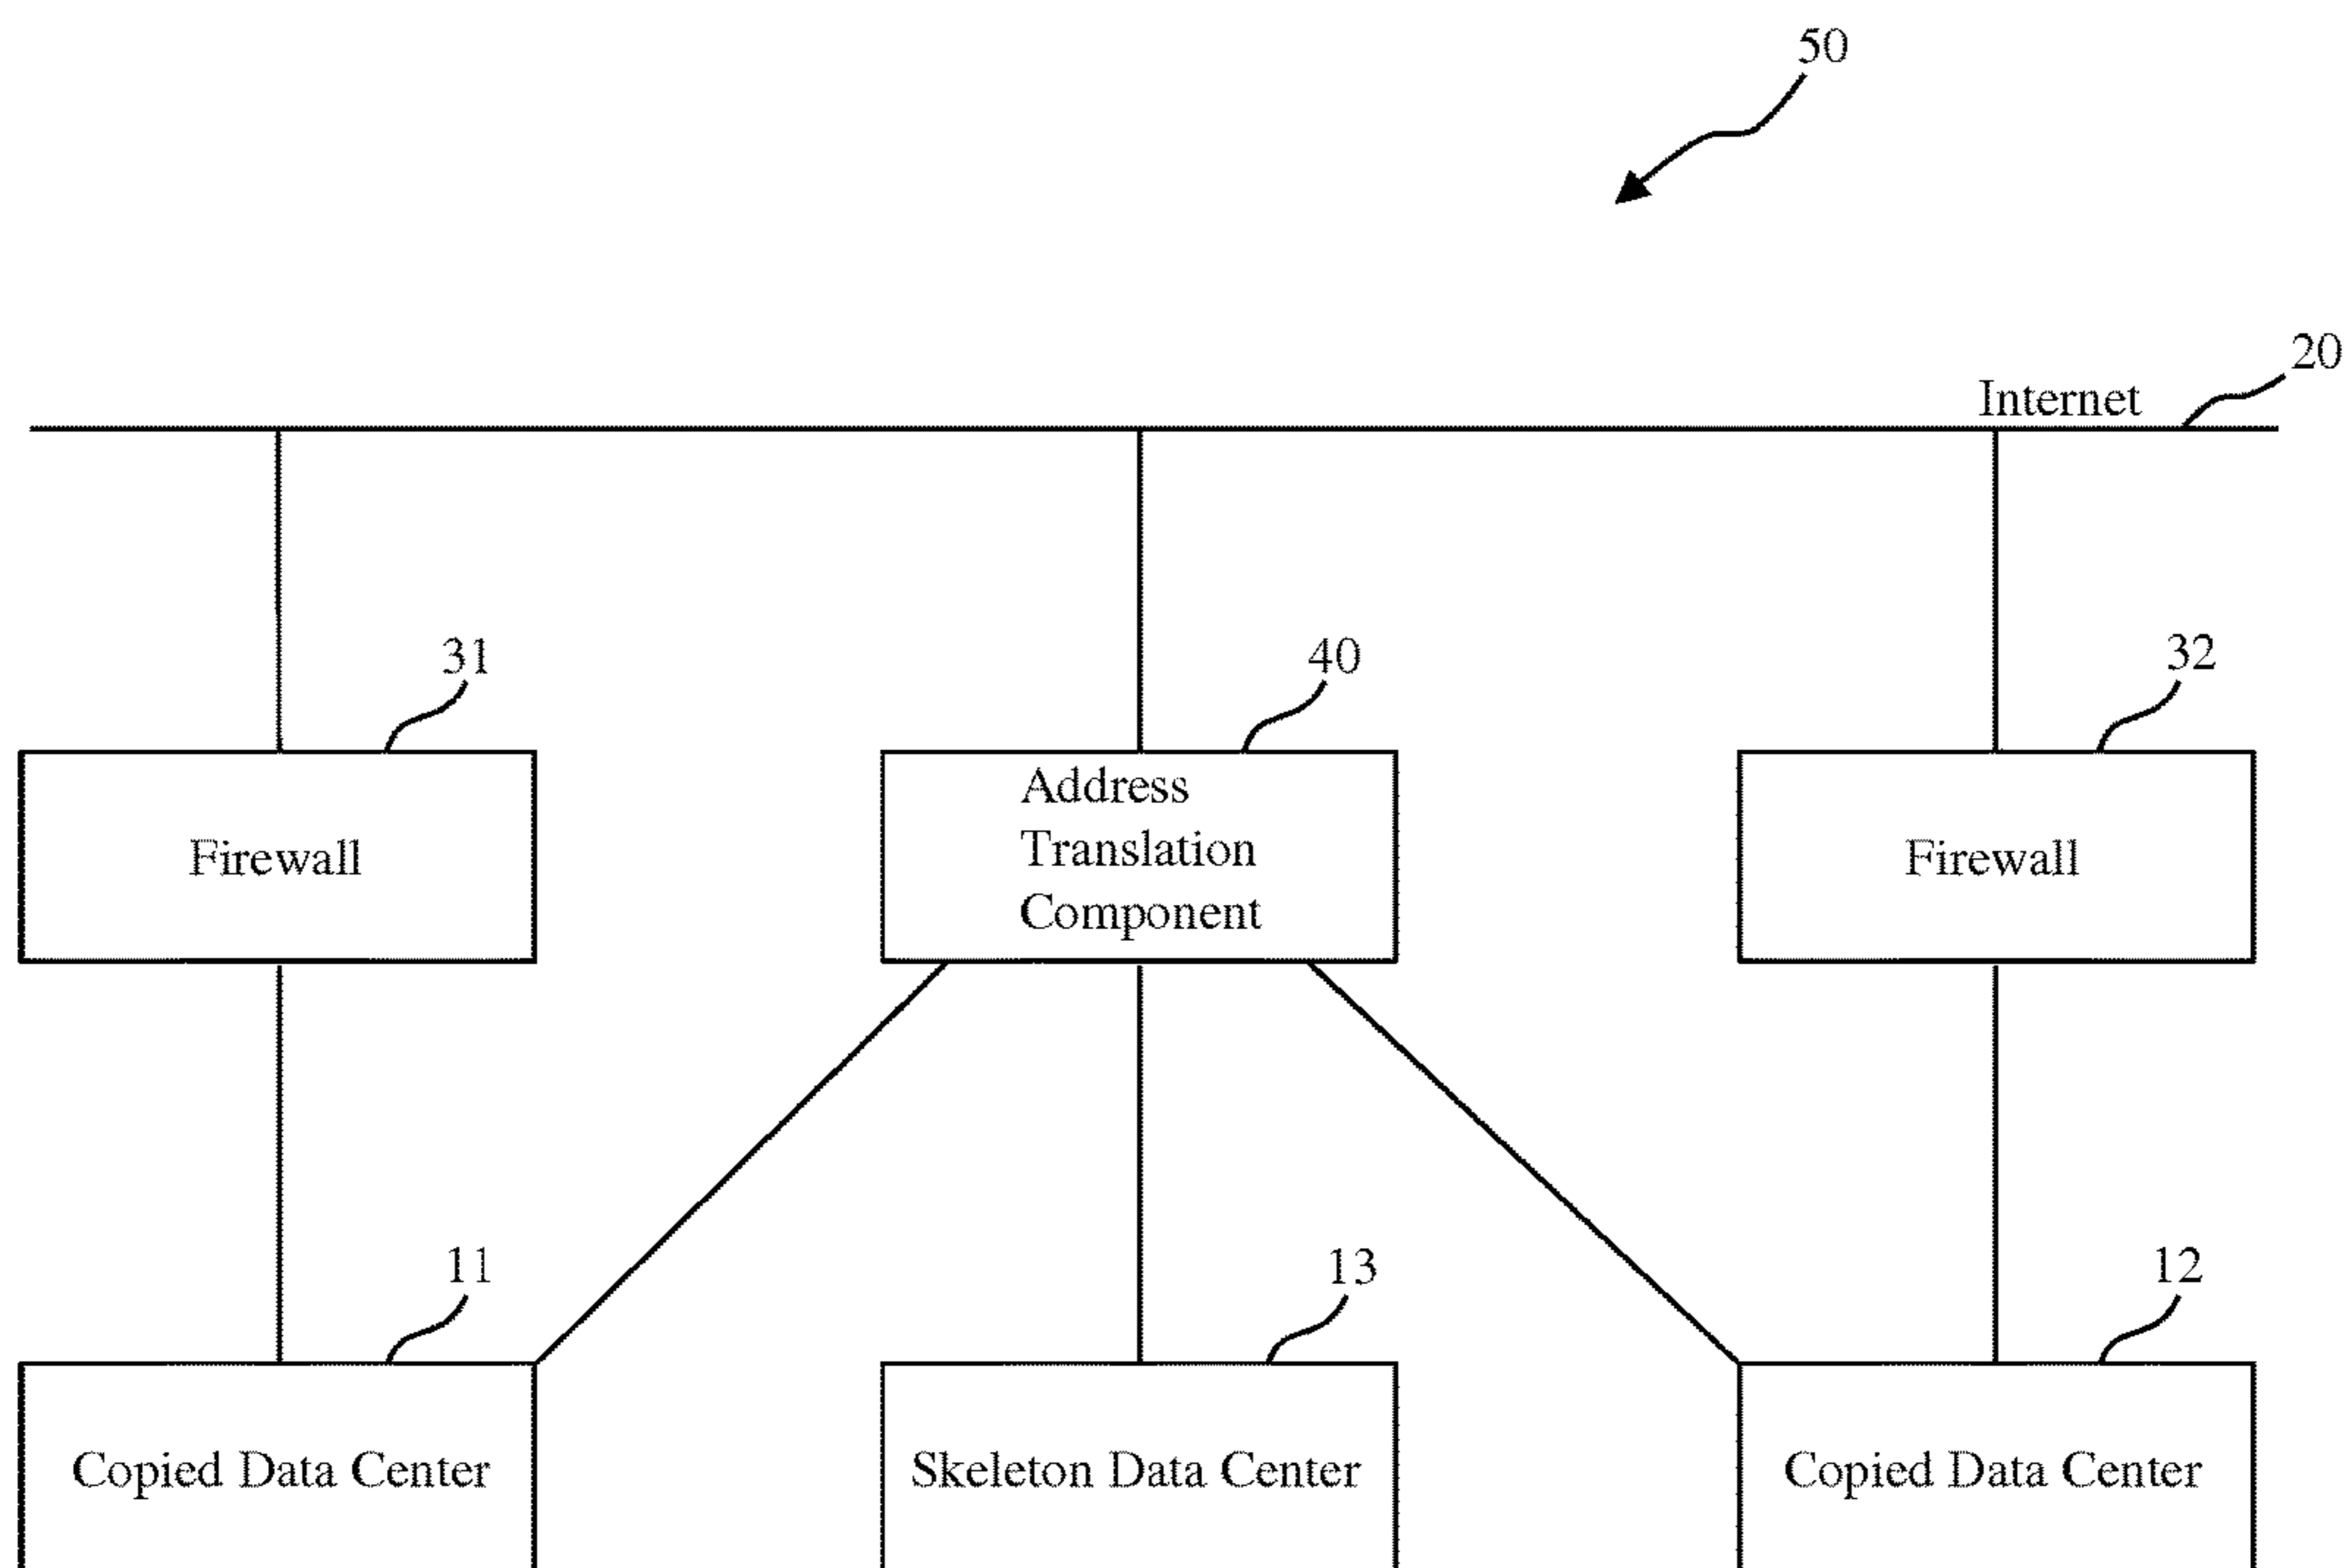 50
20
Internet
31
40
32
Firewall
Address
Translation
Component
Firewall
11
13
12
Copied Data Center
Skeleton Data Center
Copied Data Center